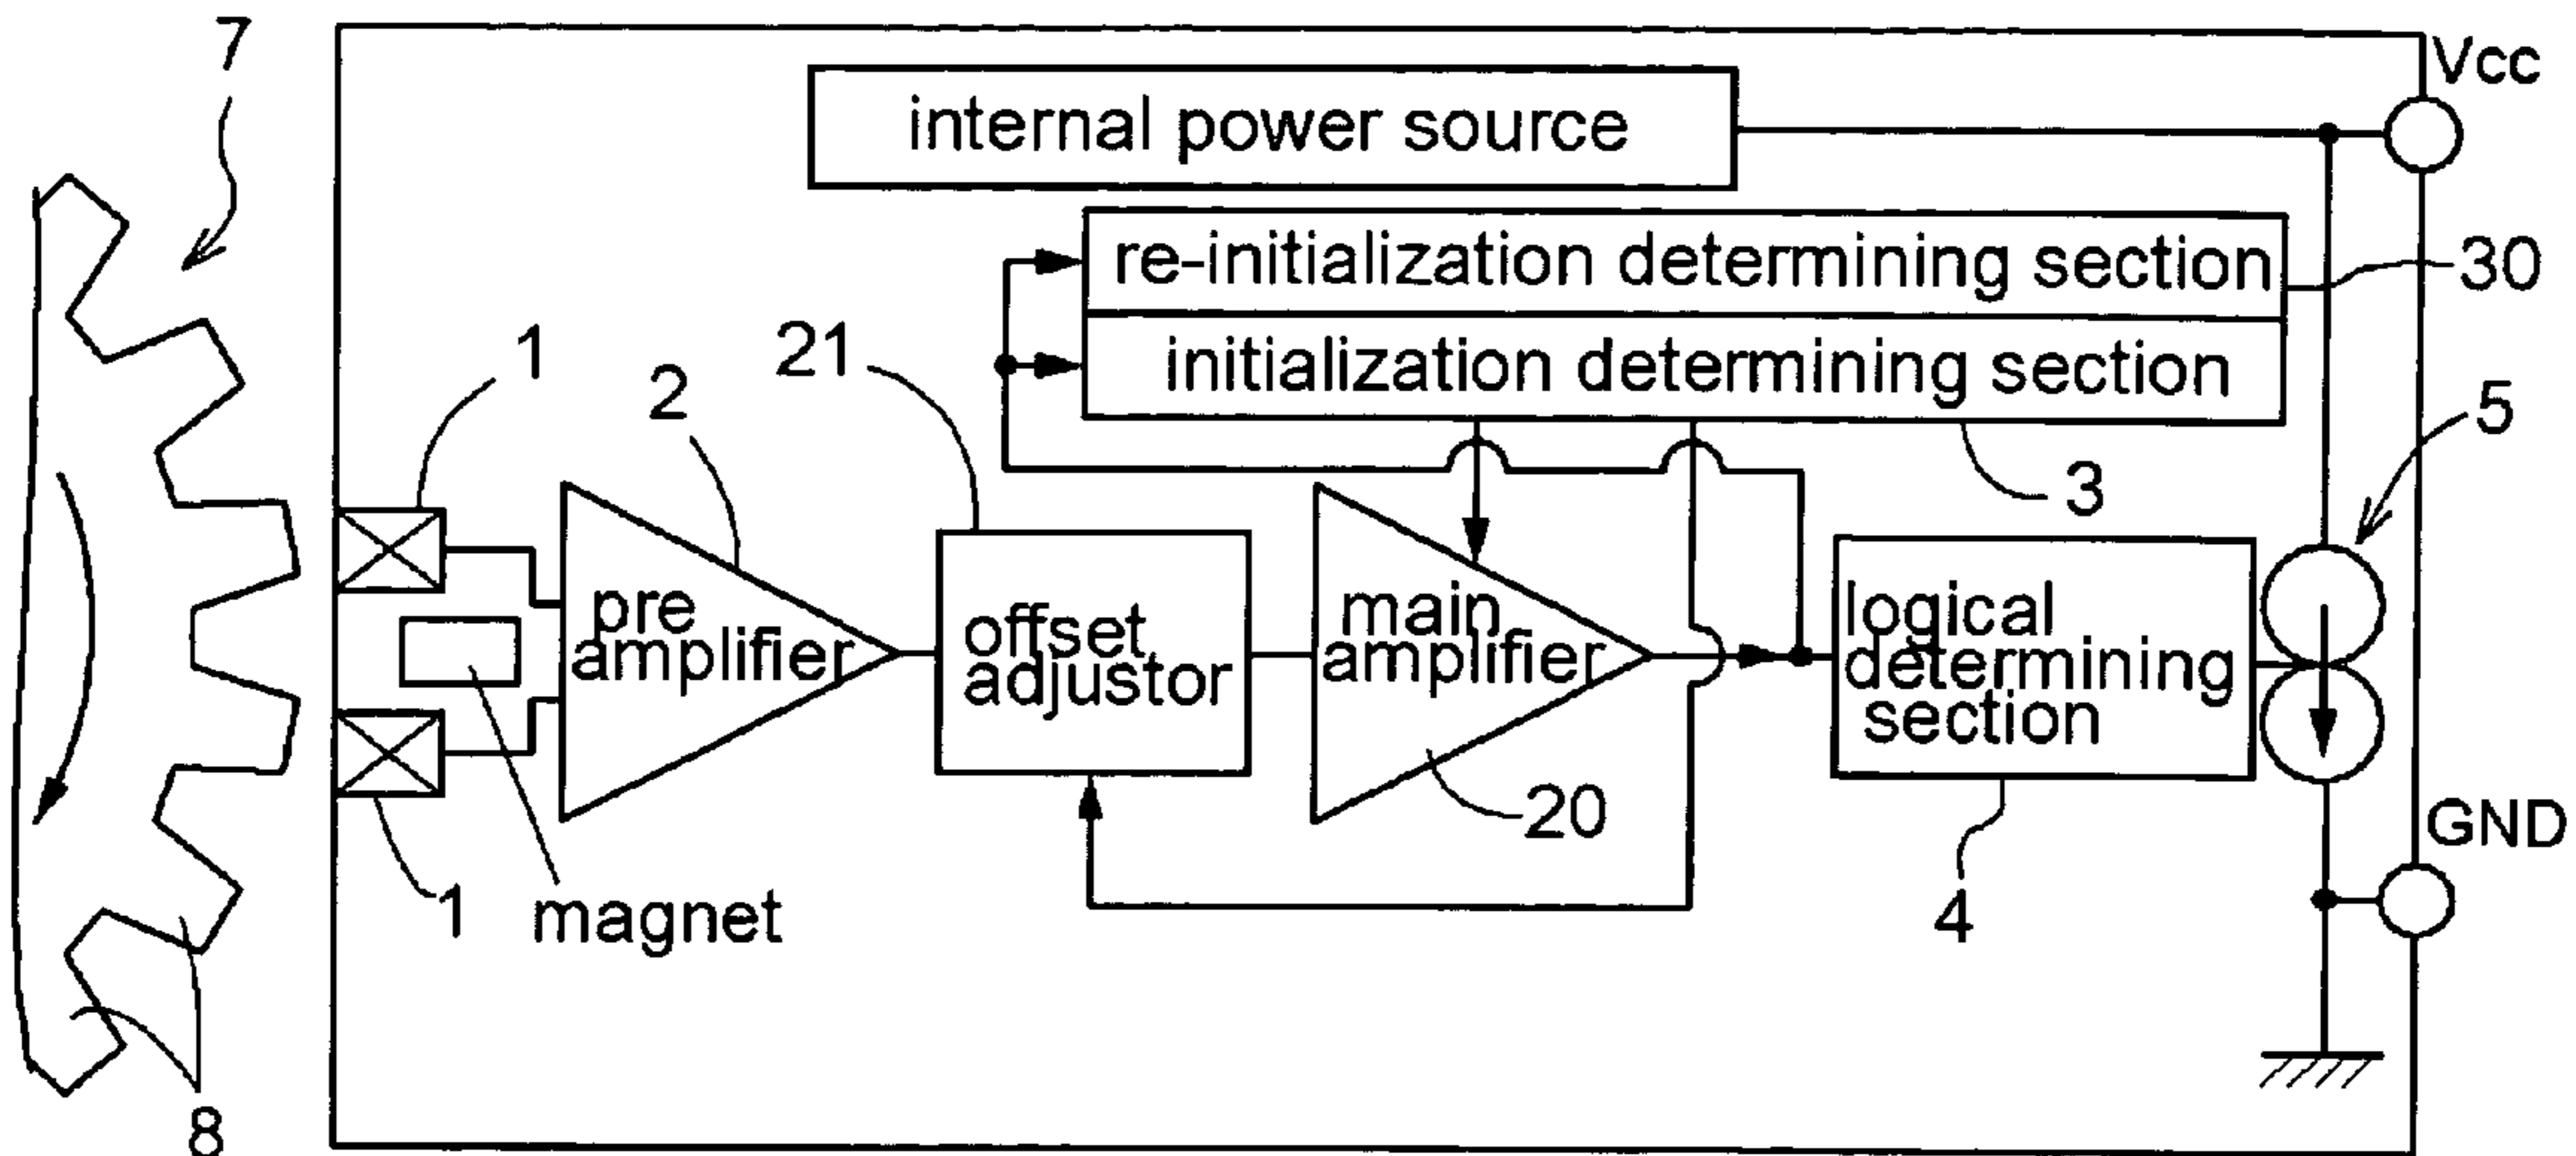 7
Vcc
internal power source
re-initialization determining section
30
initialization determining section
1
2
21
5
3
pre
amplifier
offset
adjustor
main
amplifier
logical
determining
section
20
GND
1
magnet
4
8